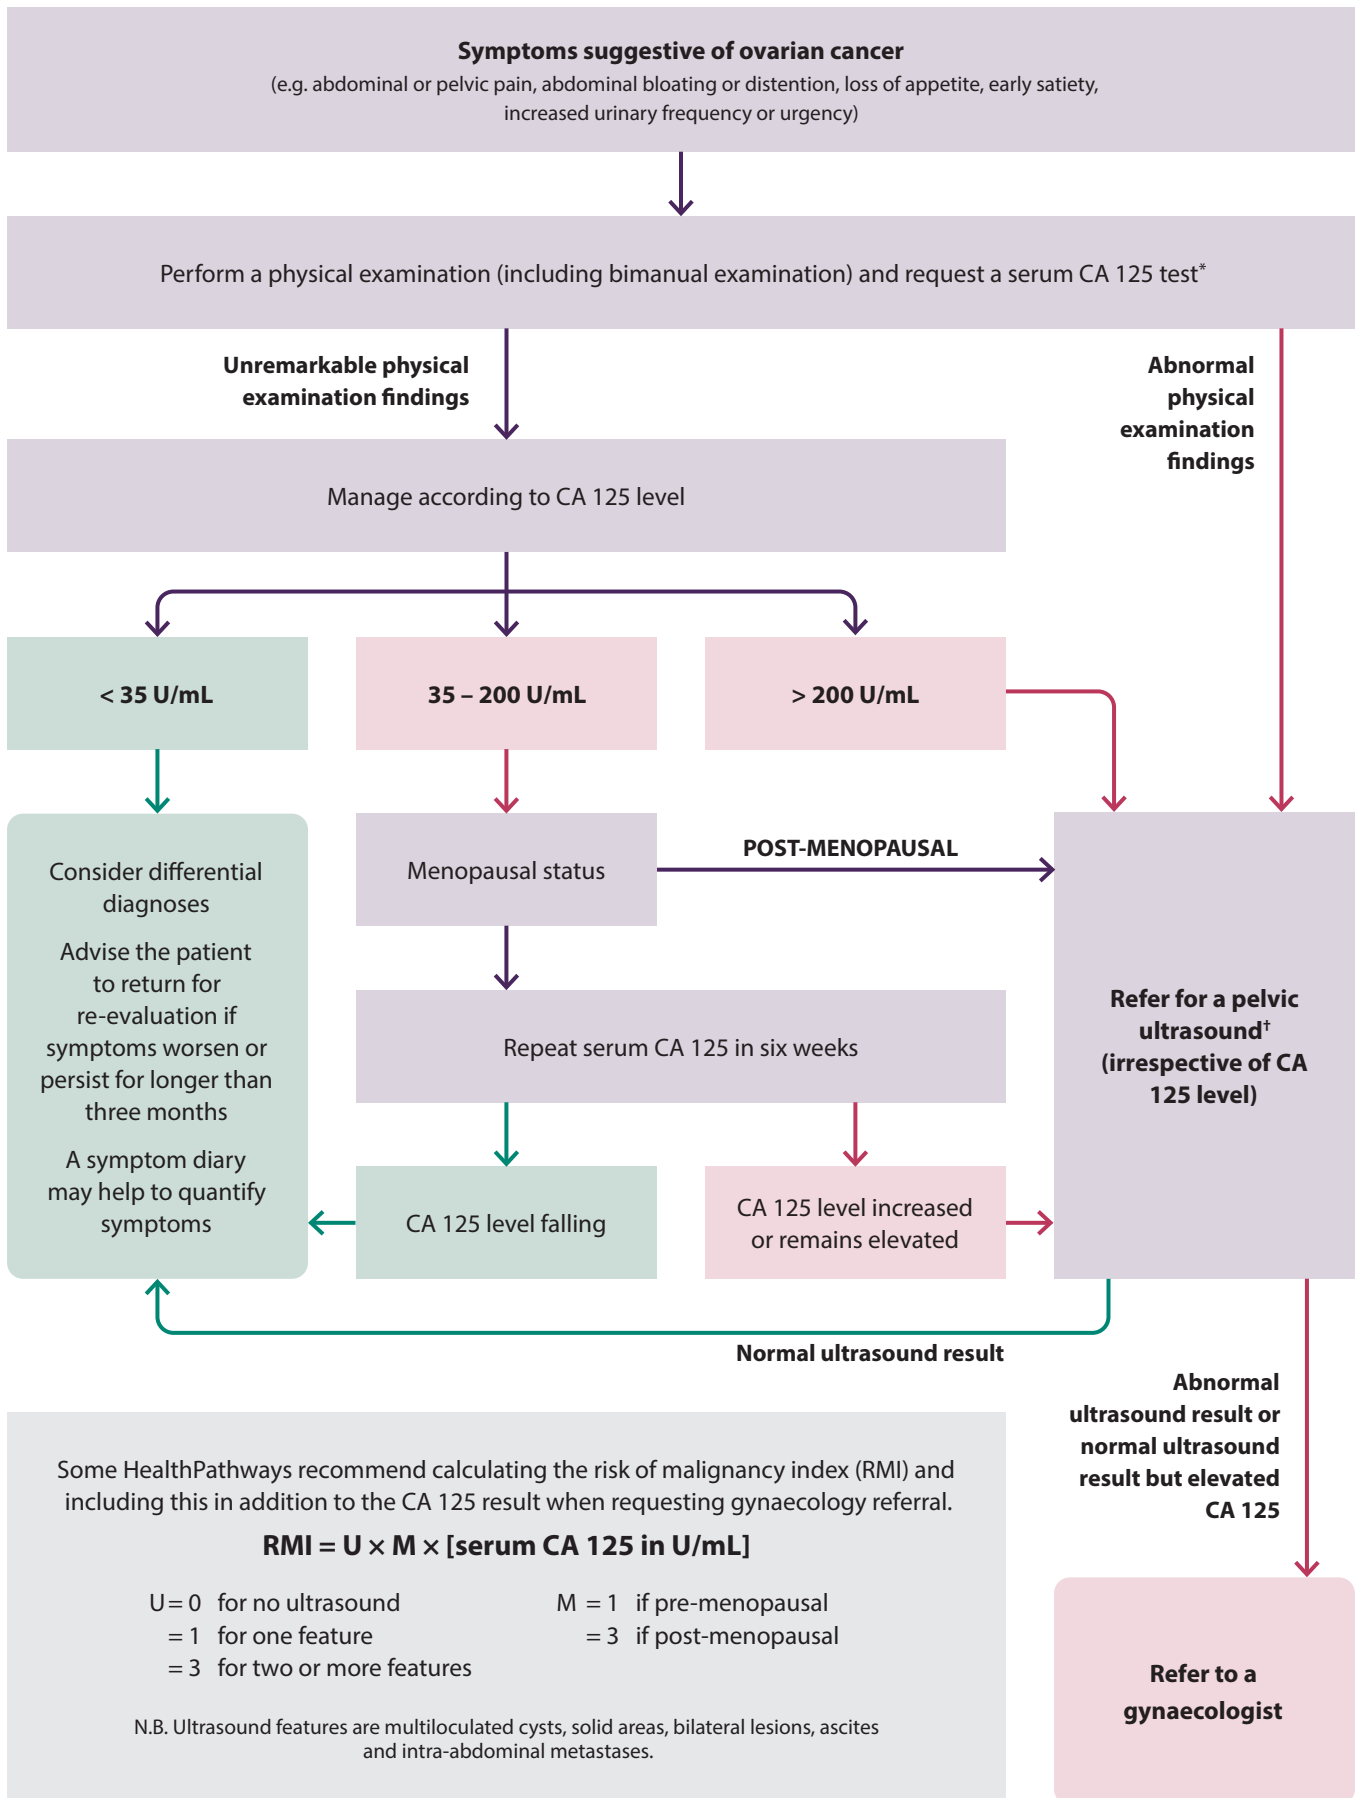 Symptoms suggestive of ovarian cancer
(e.g. abdominal or pelvic pain, abdominal bloating or distention, loss of appetite, early satiety,
increased urinary frequency or urgency)
Perform a physical examination (including bimanual examination) and request a serum CA 125 test*
Unremarkable physical
examination findings
Abnormal
physical
examination
findings
Manage according to CA 125 level
< 35 U/mL
35 – 200 U/mL
> 200 U/mL
Consider differential
diagnoses
Advise the patient
to return for
re-evaluation if
symptoms worsen or
persist for longer than
three months
A symptom diary
may help to quantify
symptoms
Menopausal status
POST-MENOPAUSAL
Repeat serum CA 125 in six weeks
CA 125 level falling
CA 125 level increased
or remains elevated
Refer for a pelvic
ultrasound†
(irrespective of CA
125 level)
Normal ultrasound result
Abnormal
ultrasound result or
normal ultrasound
result but elevated
CA 125
Refer to a
gynaecologist
Some HealthPathways recommend calculating the risk of malignancy index (RMI) and
including this in addition to the CA 125 result when requesting gynaecology referral.
RMI = U × M × [serum CA 125 in U/mL]
U = 0 for no ultrasound
= 1 for one feature
= 3 for two or more features
M = 1 if pre-menopausal
= 3 if post-menopausal
N.B. Ultrasound features are multiloculated cysts, solid areas, bilateral lesions, ascites
and intra-abdominal metastases.